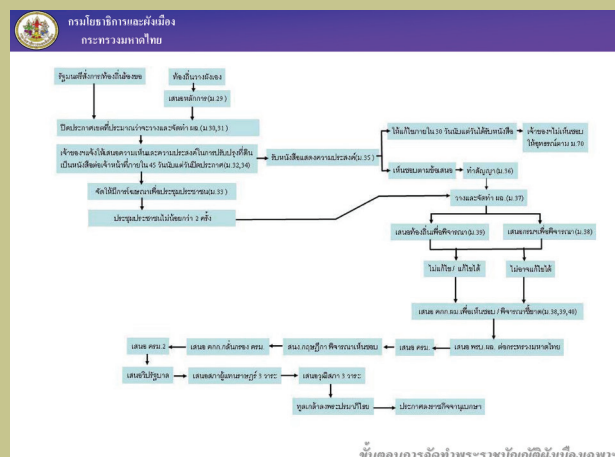 กรมโยธาธิการและผังเมือง
กระทรวงมหาดไทย
รัฐมนตรีสั่งการ/ท้องถิ่นร้องขอ
ท้องถิ่นวางผังเอง
เสนอหลักการ(ม.29)
ปิดประกาศเขตที่ประมาณว่าจะวางและจัดทำ ผฉ.(ม.30,31)
เจ้าของฯแจ้งให้เสนอความเห็นและความประสงค์ในการปรับปรุงที่ดิน
เป็นหนังสือต่อเจ้าหน้าที่ภายใน 45 วันนับแต่วันปิดประกาศ(ม.32,34)
รับหนังสือแสดงความประสงค์(ม.35)
ให้แก้ไขภายใน 30 วันนับแต่วันได้รับหนังสือ
เจ้าของฯไม่เห็นชอบ
ให้อุทธรณ์ตาม ม.70
เห็นชอบตามข้อเสนอ
ทำสัญญา(ม.36)
จัดให้มีการโฆษณาเพื่อประชุมประชาชน(ม.33)
ประชุมประชาชนไม่น้อยกว่า 2 ครั้ง
วางและจัดทำ ผฉ.(ม.37)
เสนอท้องถิ่นเพื่อพิจารณา(ม.39)
เสนอกรมฯเพื่อพิจารณา(ม.38)
ไม่แก้ไข / แก้ไขได้
ไม่อาจแก้ไขได้
เสนอ คกก.ผม.เพื่อเห็นชอบ / พิจารณาชี้ขาด(ม.38,39,40)
เสนอ พรบ.ผฉ. ต่อกระทรวงมหาดไทย
เสนอ ครม.
สนง.กฤษฎีกา พิจารณาเห็นชอบ
เสนอ คกก.กลั่นกรอง ครม.
เสนอ ครม.2
เสนอวิปรัฐบาล
เสนอสภาผู้แทนราษฎร์ 3 วาระ
เสนอวุฒิสภา 3 วาระ
ทูลเกล้าลงพระปรมาภิไธย
ประกาศลงราชกิจจานุเบกษา
ขั้นตอนการจัดทำพระราชบัญญัติผังเมืองเฉพาะ